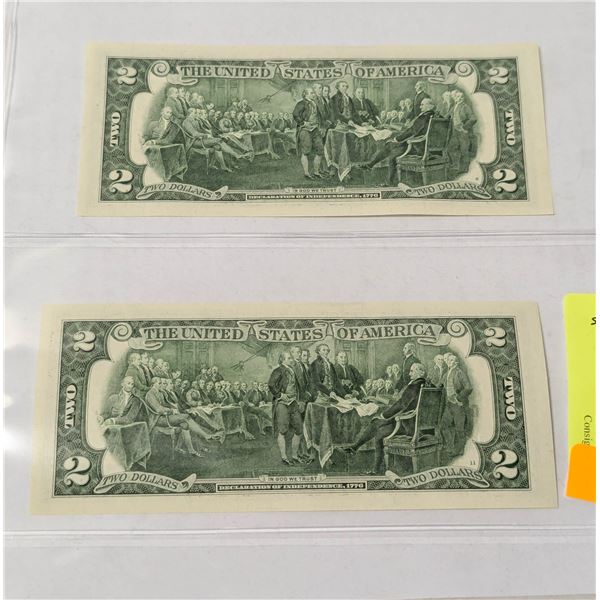 2 THE UNITED STATES OF AMERICA 2
TWO TWO
2 2
TWO DOLLARS IN GOD WE TRUST TWO DOLLARS
DECLARATION OF INDEPENDENCE, 1776
2 THE UNITED STATES OF AMERICA 2
TWO TWO
2 11 2
TWO DOLLARS IN GOD WE TRUST TWO DOLLARS
DECLARATION OF INDEPENDENCE, 1776
Consig